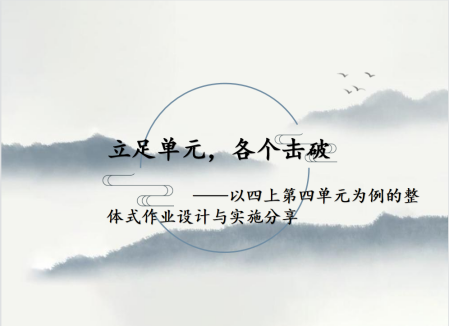 立足单元，各个击破
——以四上第四单元为例的整
体式作业设计与实施分享